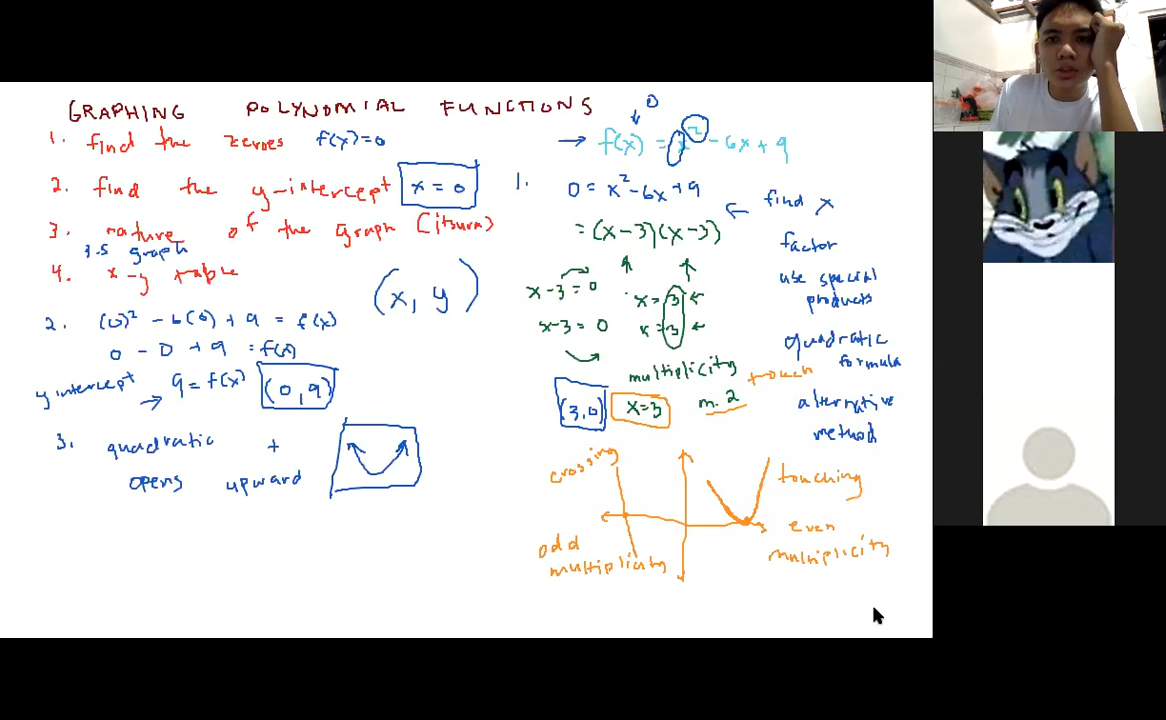 GRAPHING POLYNOMIAL FUNCTIONS
1. find the zeroes f(x)=0
2. find the y-intercept x = 0
3. nature of the graph (itsura)
3.5 graph
4. x-y table
(x, y)
2. (0)² - 6(0) + 9 = f(x)
0 - 0 + 9 = f(x)
y intercept → 9 = f(x) (0, 9)
3. quadratic +
opens upward
0
→ f(x) = x² - 6x + 9
1. 0 = x² - 6x + 9
= (x-3)(x-3)
x-3 = 0 x = 3 ←
x-3 = 0 x = 3 ←
multiplicity
(3,0) x=3 m. 2 touch
← find x
factor
use special
products
quadratic
formula
alternative
method
crossing
odd
multiplicity
touching
even
multiplicity